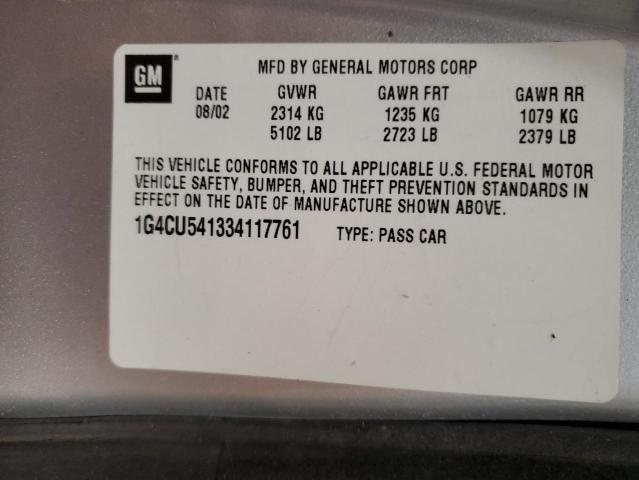 GM ® MFD BY GENERAL MOTORS CORP
DATE GVWR GAWR FRT GAWR RR
08/02 2314 KG 1235 KG 1079 KG
5102 LB 2723 LB 2379 LB
THIS VEHICLE CONFORMS TO ALL APPLICABLE U.S. FEDERAL MOTOR
VEHICLE SAFETY, BUMPER, AND THEFT PREVENTION STANDARDS IN
EFFECT ON THE DATE OF MANUFACTURE SHOWN ABOVE.
1G4CU541334117761 TYPE: PASS CAR